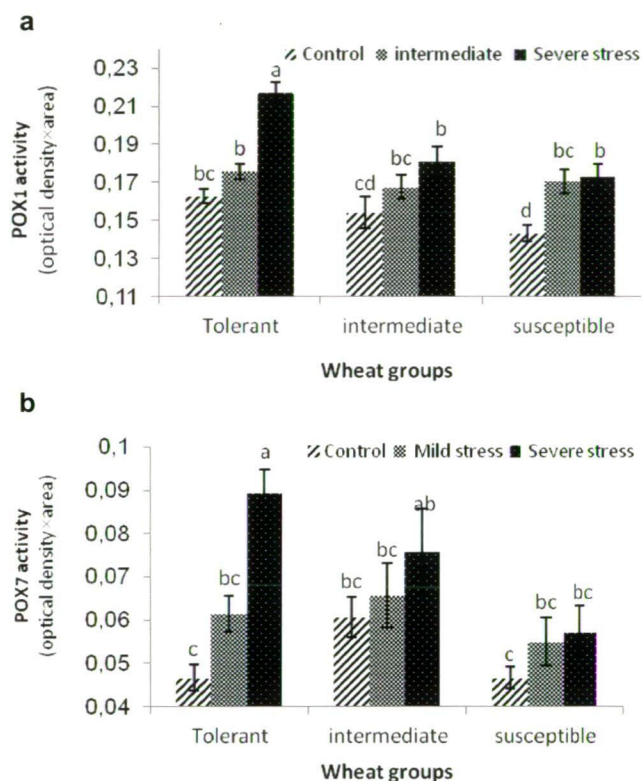 a
Control intermediate Severe stress
POX1 activity
(optical density×area)
0,23
0,21
0,19
0,17
0,15
0,13
0,11
bc b a
cd bc b
d bc b
Tolerant intermediate susceptible
Wheat groups
b
Control Mild stress Severe stress
POX7 activity
(optical density×area)
0,1
0,09
0,08
0,07
0,06
0,05
0,04
c bc a
bc bc ab
c bc bc
Tolerant intermediate susceptible
Wheat groups